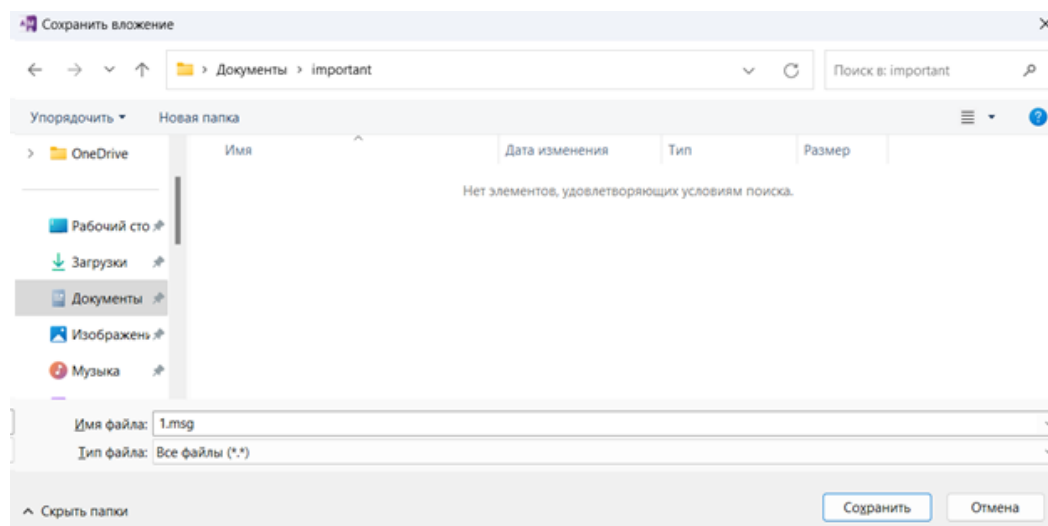 Сохранить вложение
Документы > important
Поиск в: important
Упорядочить
Новая папка
Имя
Дата изменения
Тип
Размер
OneDrive
Нет элементов, удовлетворяющих условиям поиска.
Рабочий сто
Загрузки
Документы
Изображень
Музыка
Имя файла: 1.msg
Тип файла: Все файлы (*.*)
Скрыть папки
Сохранить
Отмена